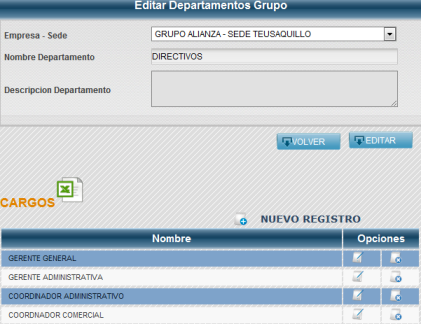 Editar Departamentos Grupo
Empresa - Sede
GRUPO ALIANZA - SEDE TEUSAQUILLO
Nombre Departamento
DIRECTIVOS
Descripcion Departamento
VOLVER
EDITAR
CARGOS
NUEVO REGISTRO
Nombre Opciones
GERENTE GENERAL
GERENTE ADMINISTRATIVA
COORDINADOR ADMINISTRATIVO
COORDINADOR COMERCIAL